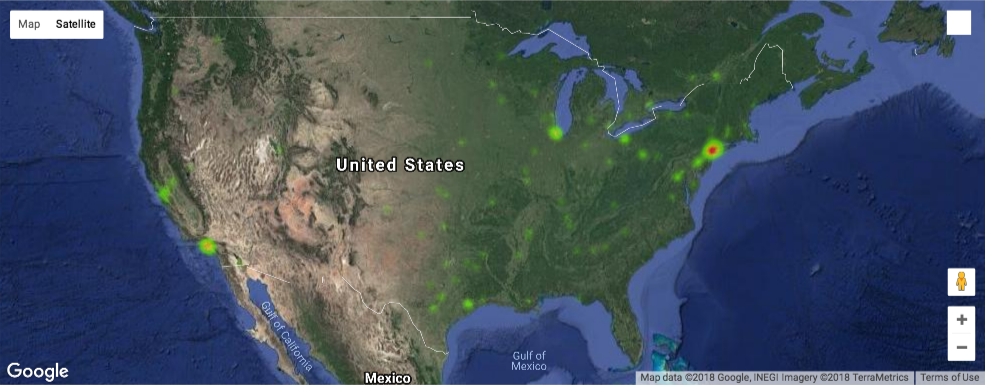 Map Satellite
United States
Gulf of California
Gulf of
Mexico
Mexico
Google
Map data ©2018 Google, INEGI Imagery ©2018 TerraMetrics Terms of Use